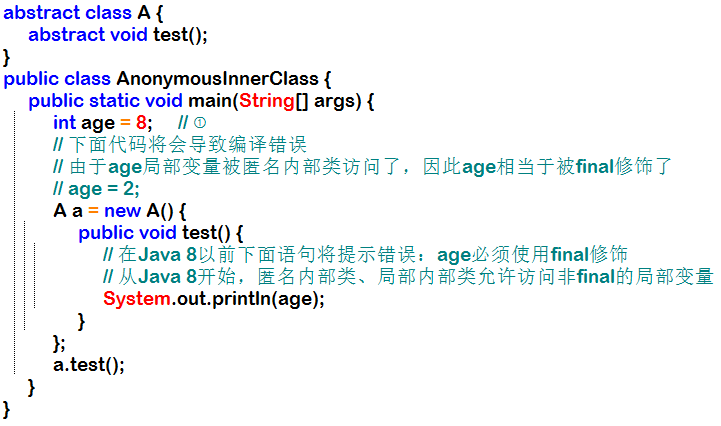 abstract class A {
abstract void test();
}
public class AnonymousInnerClass {
public static void main(String[] args) {
int age = 8; // ①
// 下面代码将会导致编译错误
// 由于age局部变量被匿名内部类访问了，因此age相当于被final修饰了
// age = 2;
A a = new A() {
public void test() {
// 在Java 8以前下面语句将提示错误：age必须使用final修饰
// 从Java 8开始，匿名内部类、局部内部类允许访问非final的局部变量
System.out.println(age);
}
};
a.test();
}
}